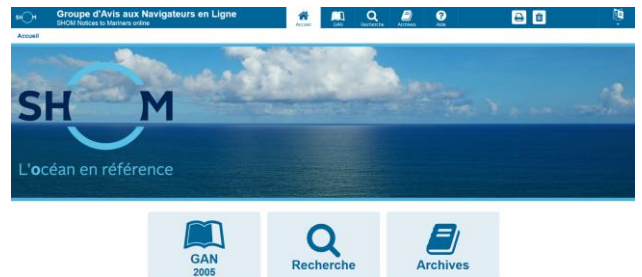 SHOM
Groupe d'Avis aux Navigateurs en Ligne
SHOM Notices to Mariners online
Accueil
GAN
Recherche
Archives
Aide
Accueil
SHOM
L'océan en référence
GAN
2005
Recherche
Archives